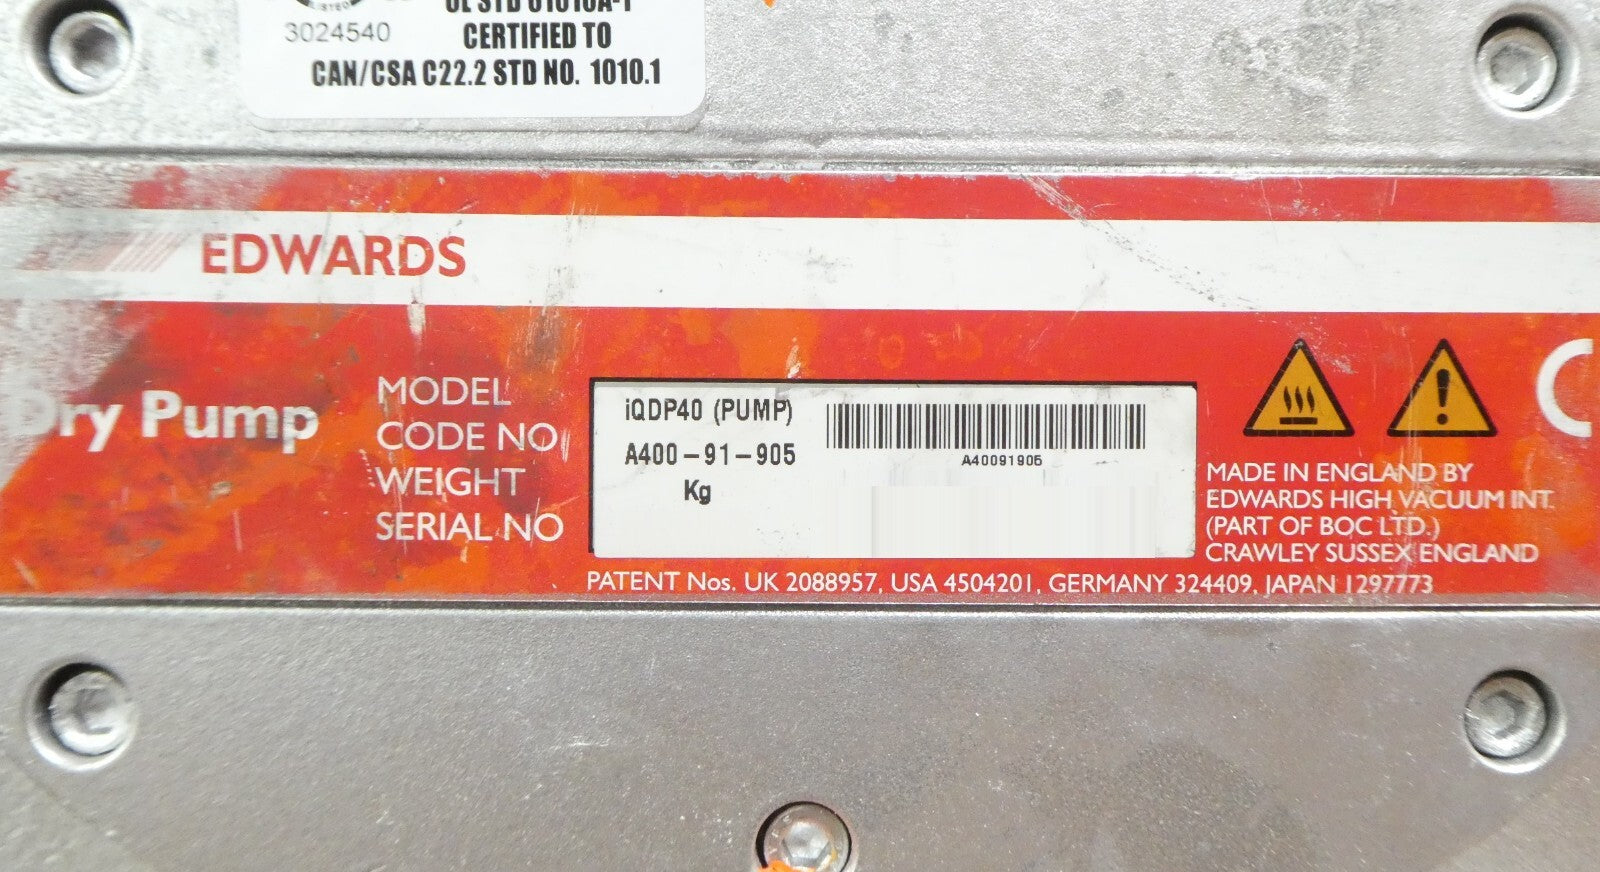 3024540
CERTIFIED TO
CAN/CSA C22.2 STD NO. 1010.1
EDWARDS
Dry Pump
MODEL iQDP40 (PUMP)
CODE NO A400-91-905
A40091905
WEIGHT Kg
SERIAL NO
MADE IN ENGLAND BY
EDWARDS HIGH VACUUM INT.
(PART OF BOC LTD.)
CRAWLEY SUSSEX ENGLAND
PATENT Nos. UK 2088957, USA 4504201, GERMANY 324409, JAPAN 1297773